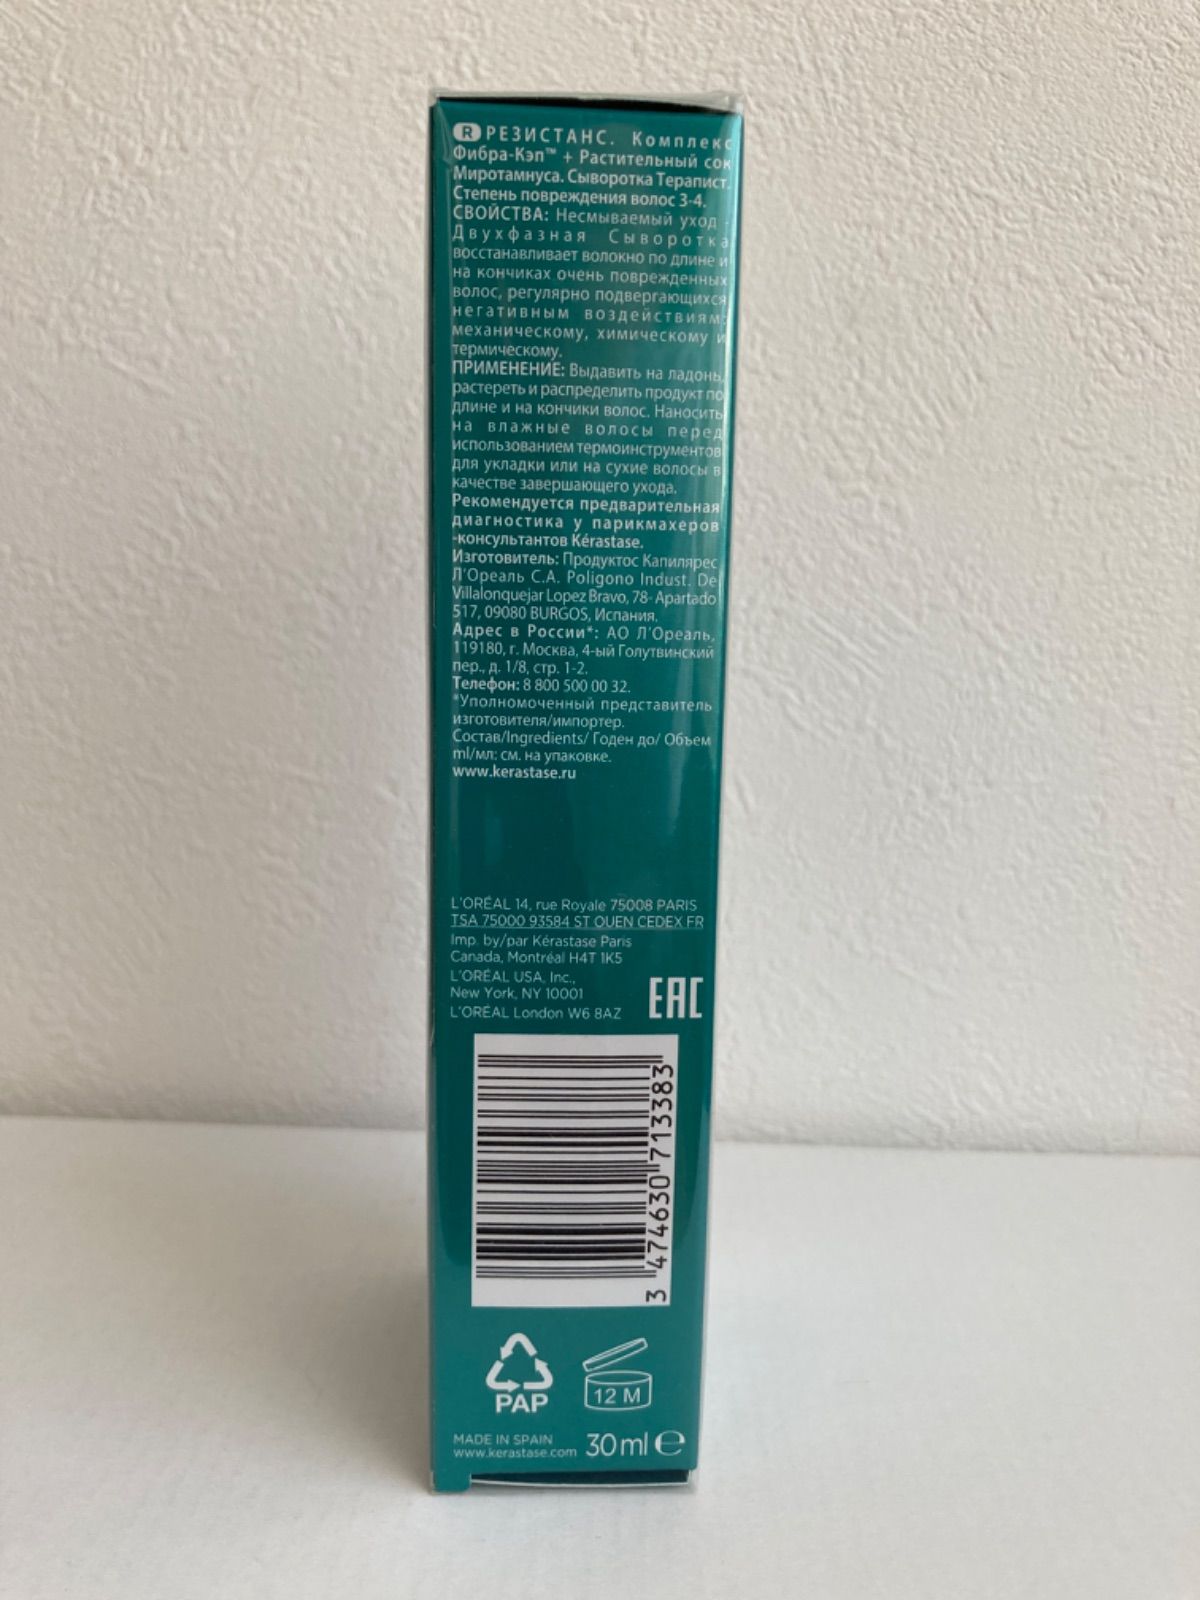 R РЕЗИСТАНС. Комплекс
Фибра-Кэп™ + Растительный сок
Миротамнуса. Сыворотка Терапист.
Степень повреждения волос 3-4.
СВОЙСТВА: Несмываемый уход -
Двухфазная Сыворотка
восстанавливает волокно по длине и
на кончиках очень поврежденных
волос, регулярно подвергающихся
негативным воздействиям:
механическому, химическому и
термическому.
ПРИМЕНЕНИЕ: Выдавить на ладонь,
растереть и распределить продукт по
длине и на кончики волос. Наносить
на влажные волосы перед
использованием термоинструментов
для укладки или на сухие волосы в
качестве завершающего ухода.
Рекомендуется предварительная
диагностика у парикмахеров
-консультантов Kérastase.
Изготовитель: Продуктос Капилярес
Л'Ореаль С.А. Poligono Indust. De
Villalonquejar Lopez Bravo, 78- Apartado
517, 09080 BURGOS, Испания.
Адрес в России*: АО Л'Ореаль,
119180, г. Москва, 4-ый Голутвинский
пер., д. 1/8, стр. 1-2.
Телефон: 8 800 500 00 32.
*Уполномоченный представитель
изготовителя/импортер.
Состав/Ingredients/ Годен до/ Объем
ml/мл: см. на упаковке.
www.kerastase.ru
L'ORÉAL 14, rue Royale 75008 PARIS
TSA 75000 93584 ST OUEN CEDEX FR
Imp. by/par Kérastase Paris
Canada, Montréal H4T 1K5
L'ORÉAL USA, Inc.,
New York, NY 10001
L'ORÉAL London W6 8AZ
EAC
3 474630 713383
PAP
12 M
MADE IN SPAIN
www.kerastase.com 30 ml ℮